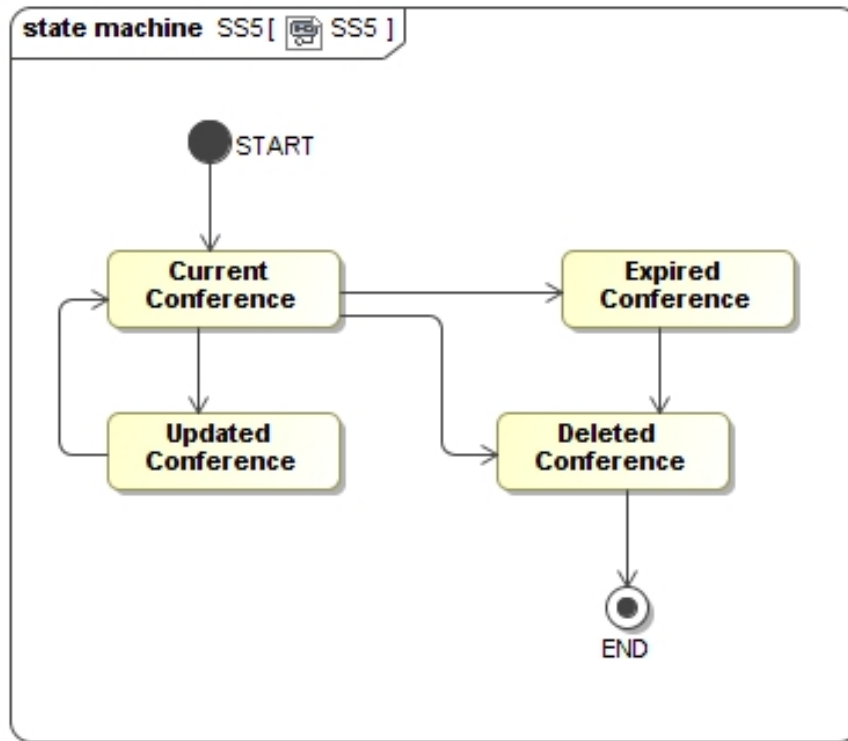 state machine SS5[ SS5 ]
START
Current
Conference
Expired
Conference
Updated
Conference
Deleted
Conference
END